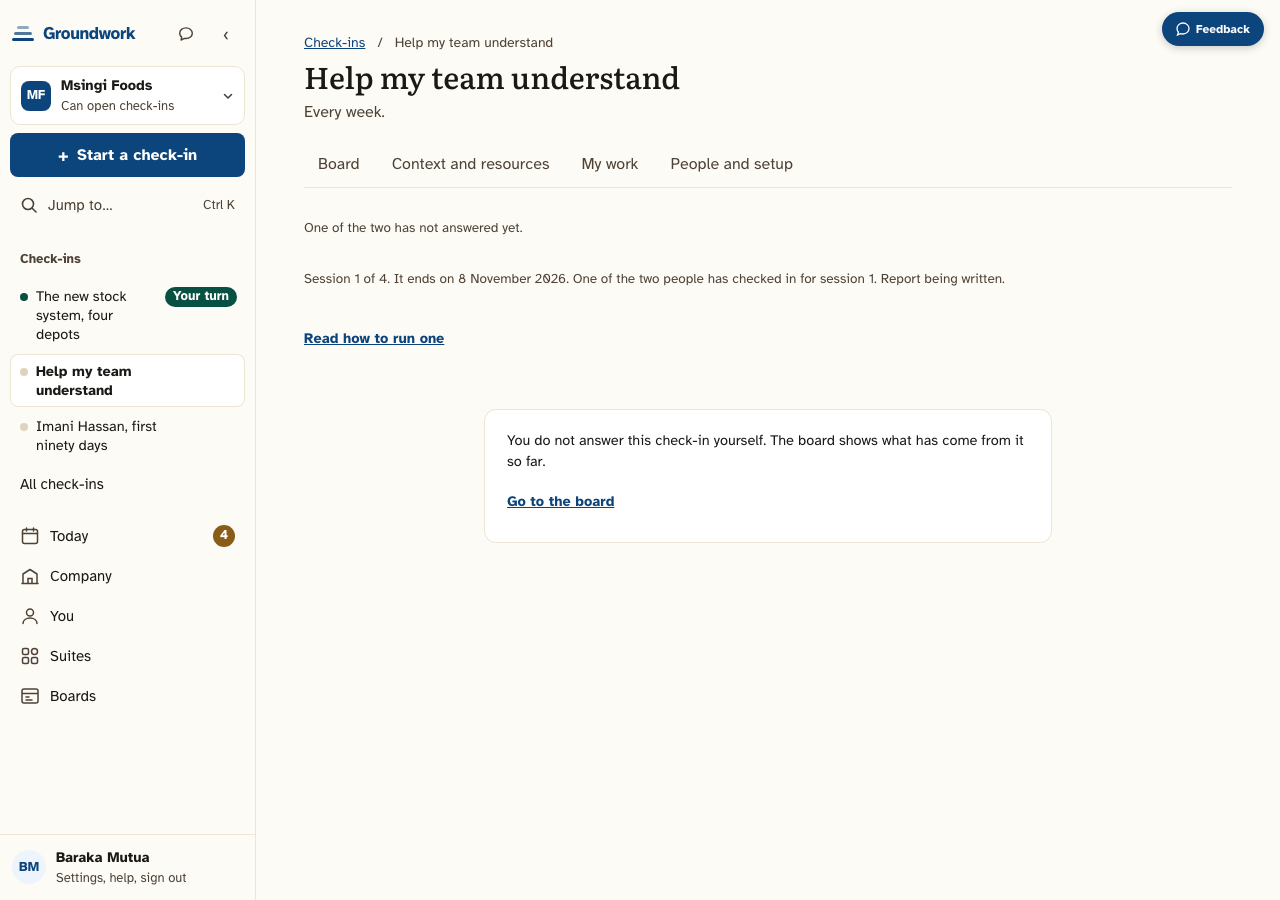 Groundwork
MF
Msingi Foods
Can open check-ins
+ Start a check-in
Jump to...
Ctrl K
Check-ins
The new stock system, four depots
Your turn
Help my team understand
Imani Hassan, first ninety days
All check-ins
Today
4
Company
You
Suites
Boards
BM
Baraka Mutua
Settings, help, sign out
Feedback
Check-ins / Help my team understand
Help my team understand
Every week.
Board
Context and resources
My work
People and setup
One of the two has not answered yet.
Session 1 of 4. It ends on 8 November 2026. One of the two people has checked in for session 1. Report being written.
Read how to run one
You do not answer this check-in yourself. The board shows what has come from it
so far.
Go to the board